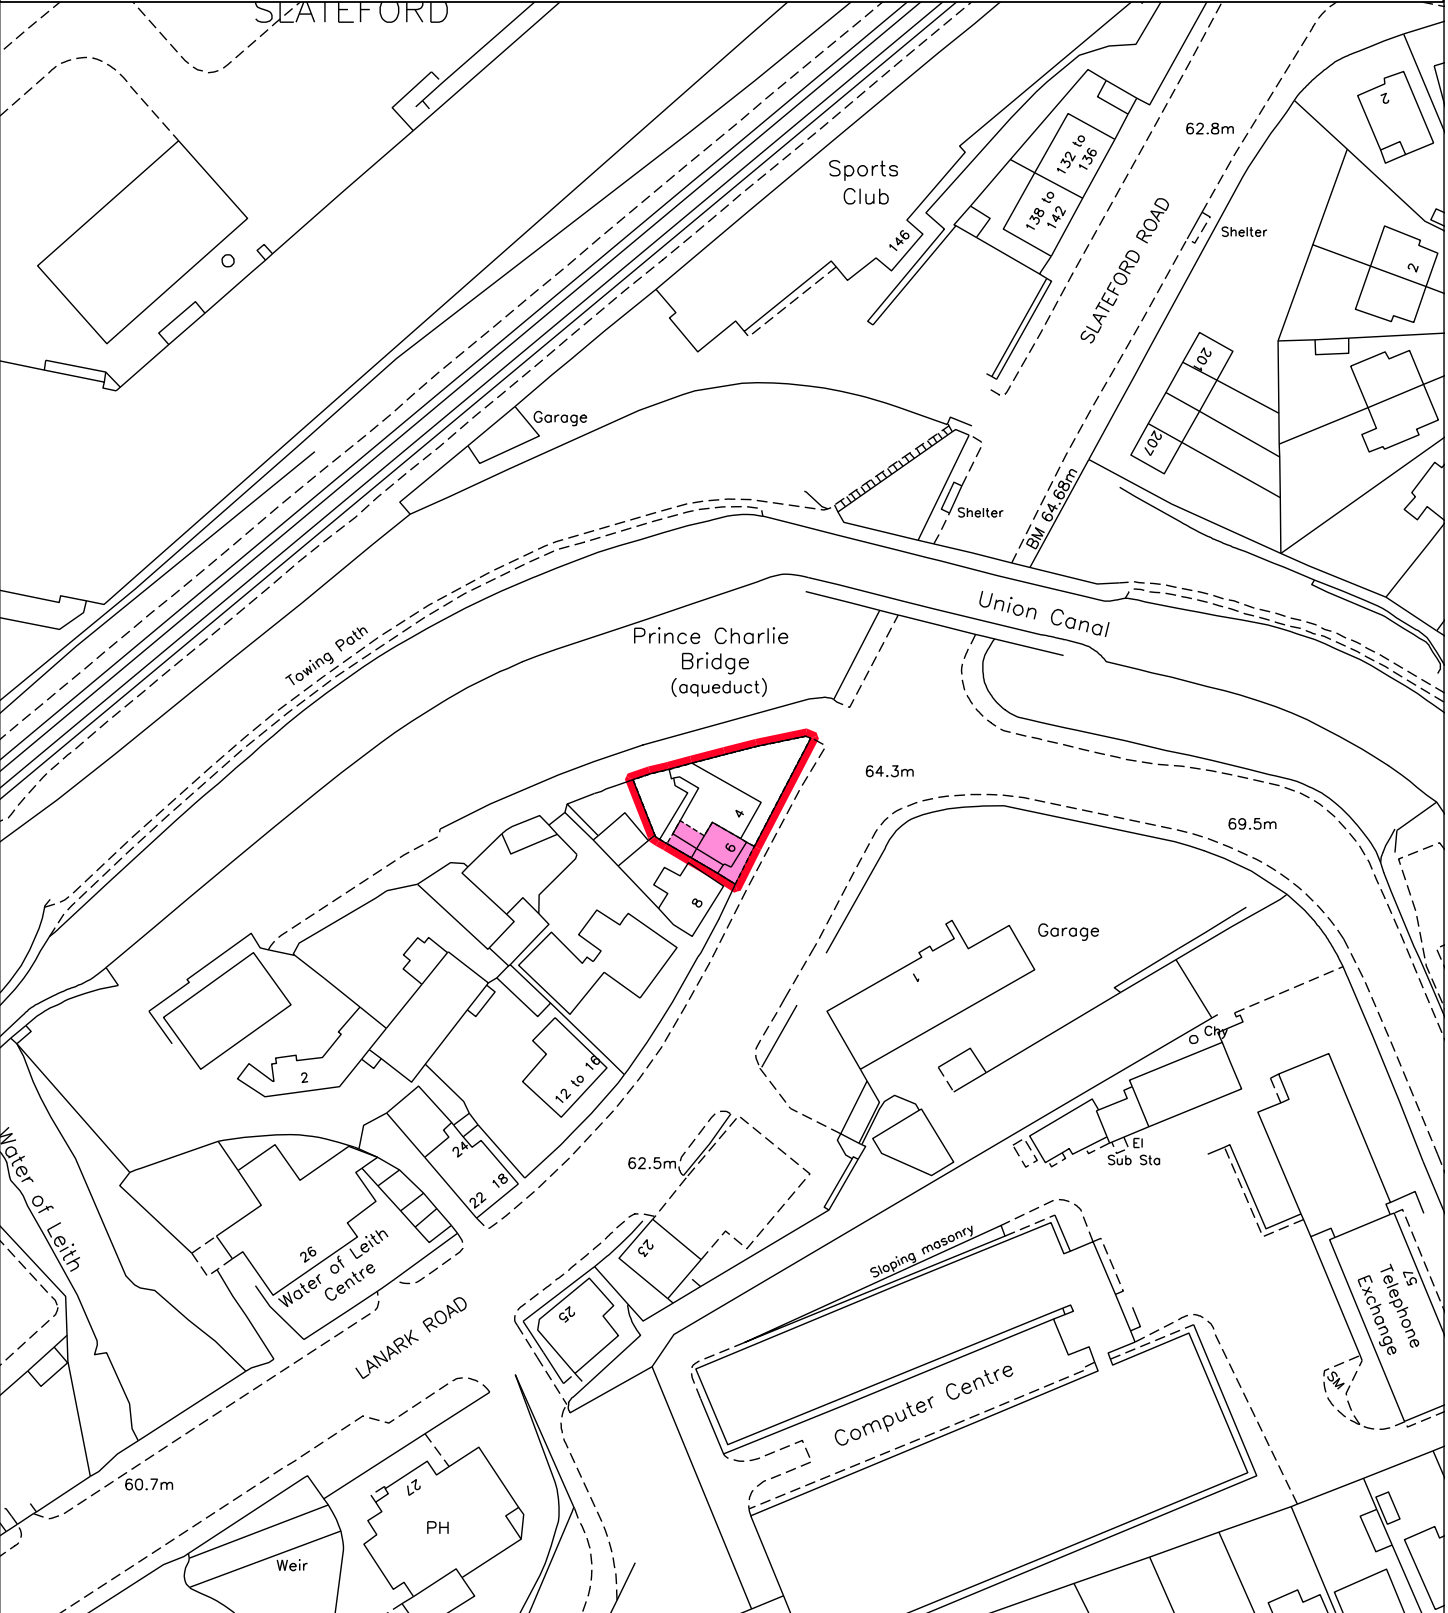 SLATEFORD
2
62.8m
132 to
136
Sports
Club
138 to
142
146
SLATEFORD ROAD
Shelter
2
201
Garage
207
BM 64.68m
Shelter
Union Canal
Towing Path
Prince Charlie
Bridge
(aqueduct)
64.3m
4
6
69.5m
8
Garage
1
Chy
2
12 to 16
El
Sub Sta
24
62.5m
22 18
Water of Leith
26
Water of Leith
Centre
23
Sloping masonry
57
Telephone
Exchange
25
LANARK ROAD
SM
Computer Centre
60.7m
27
PH
Weir